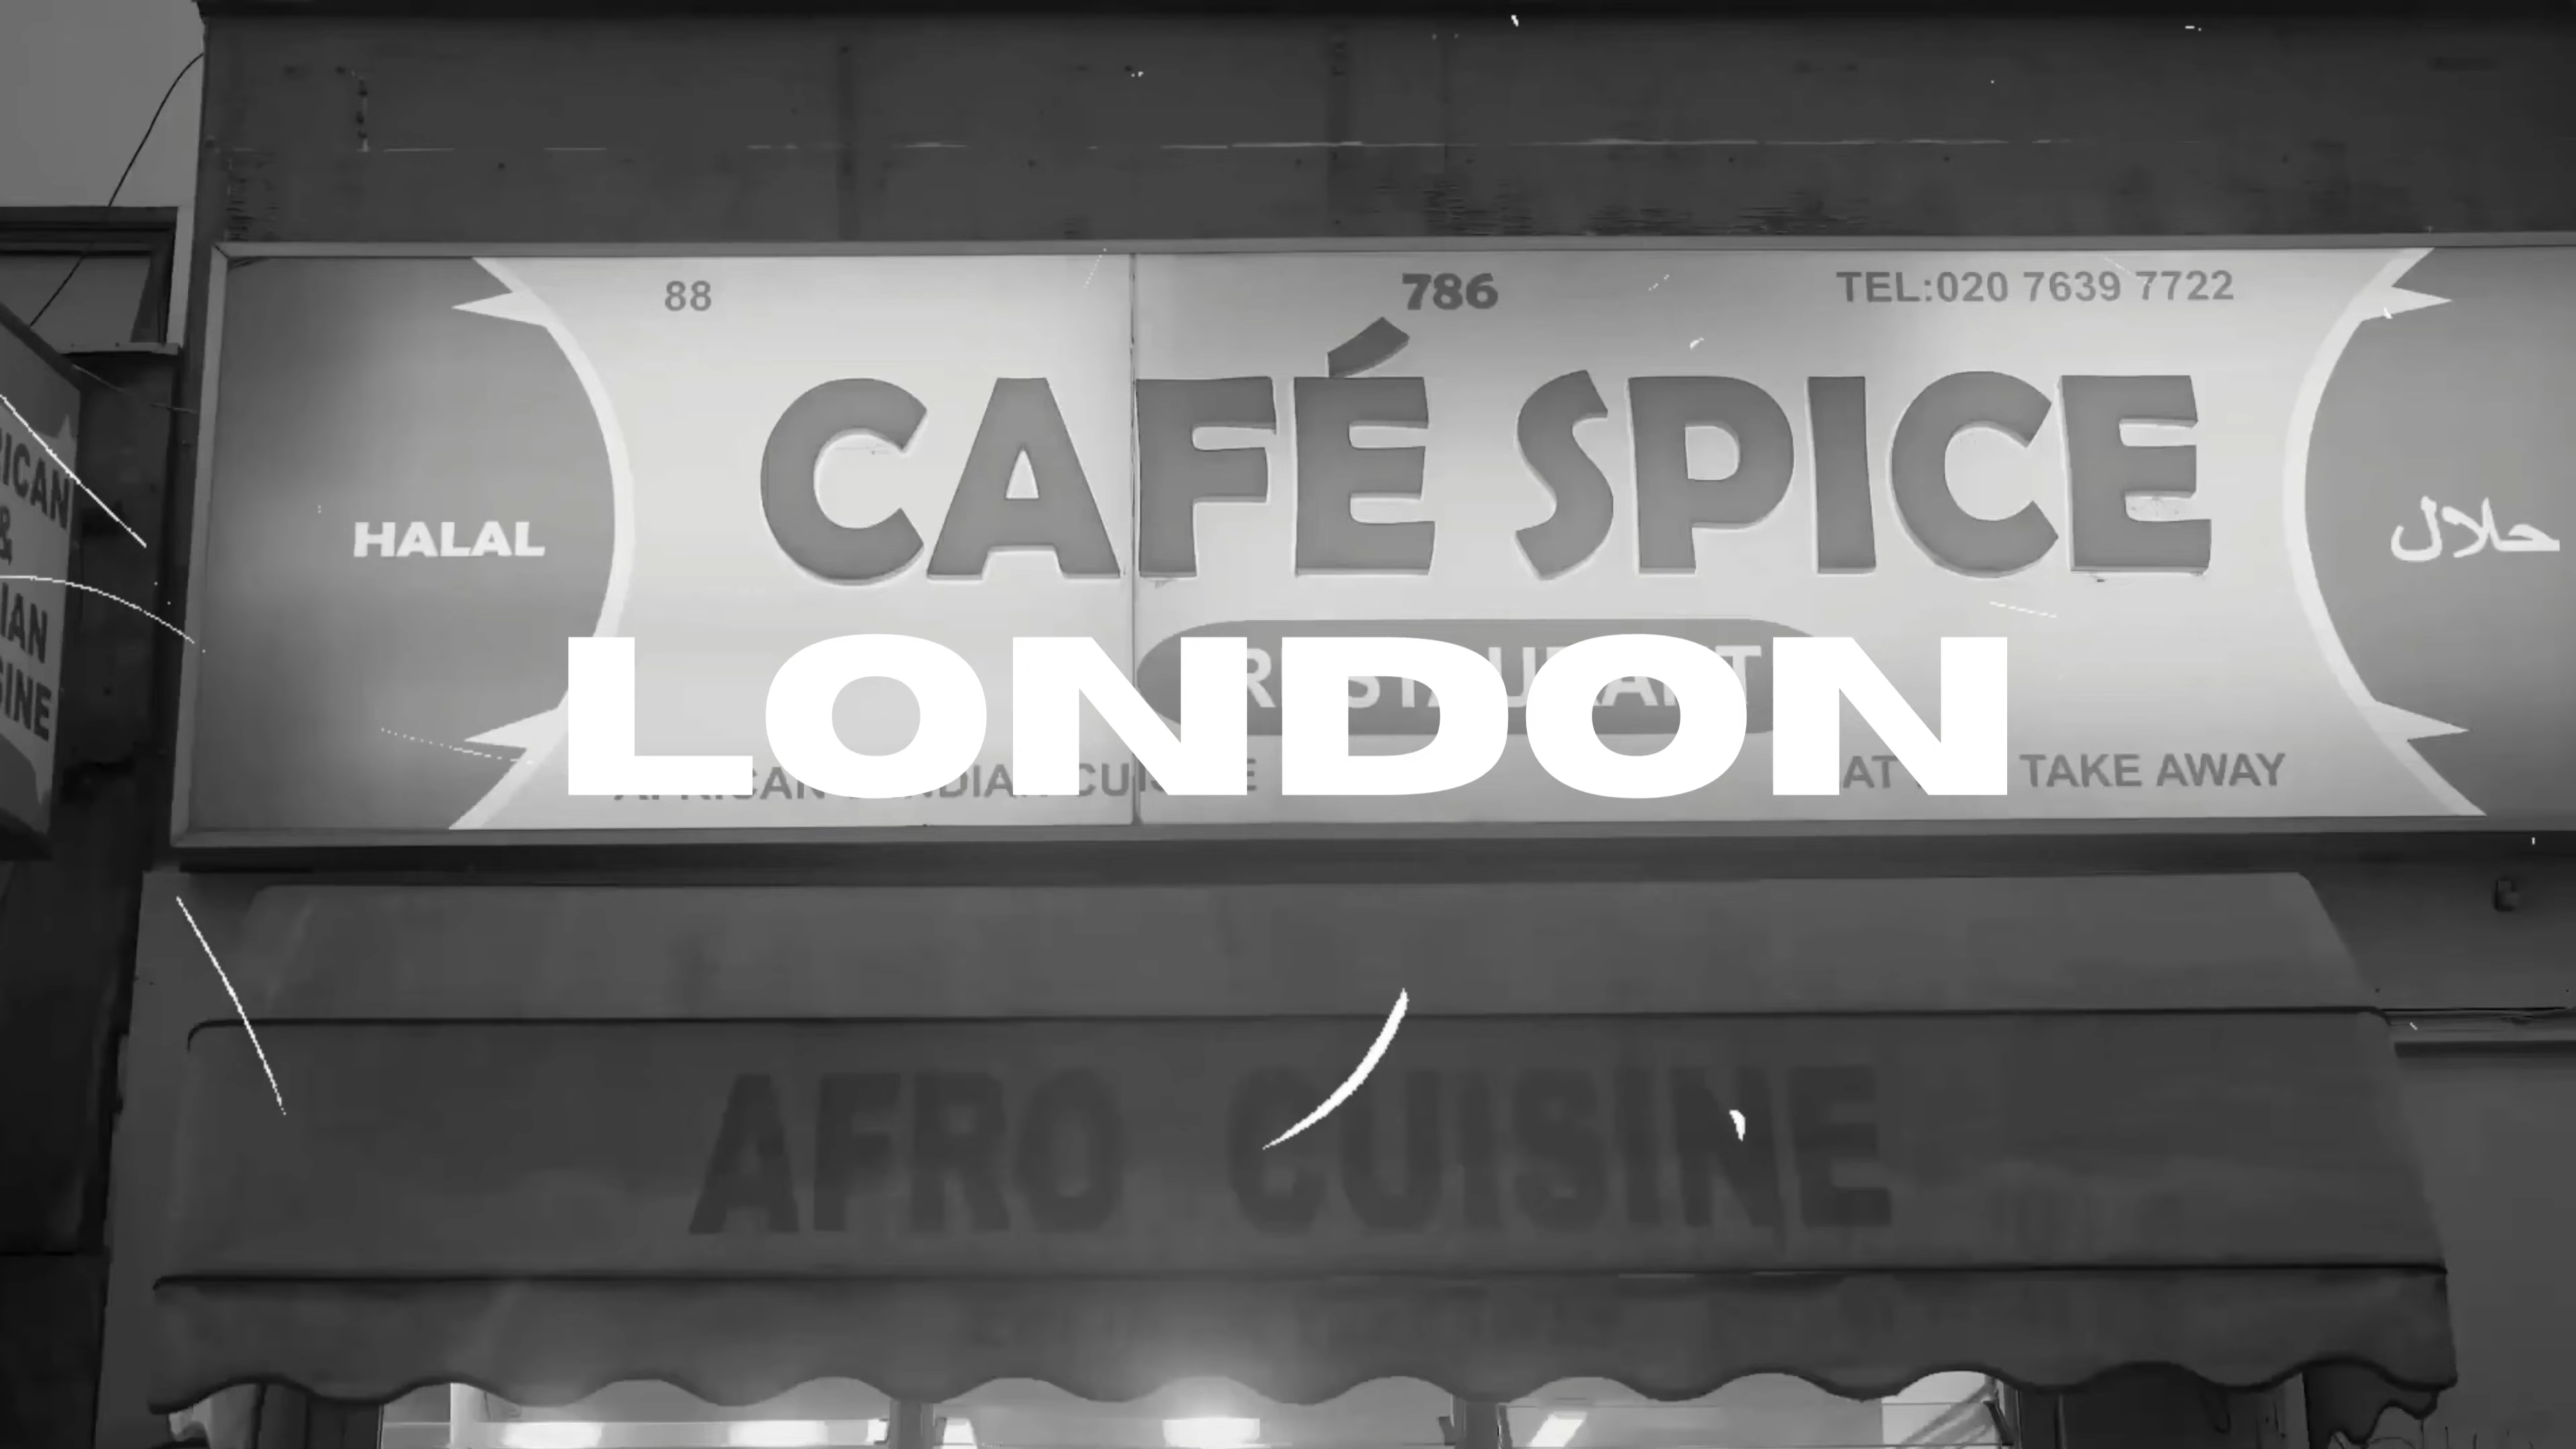 88
786
TEL:020 7639 7722
CAFÉ SPICE
HALAL
حلال
LONDON
TAKE AWAY
AFRO CUISINE